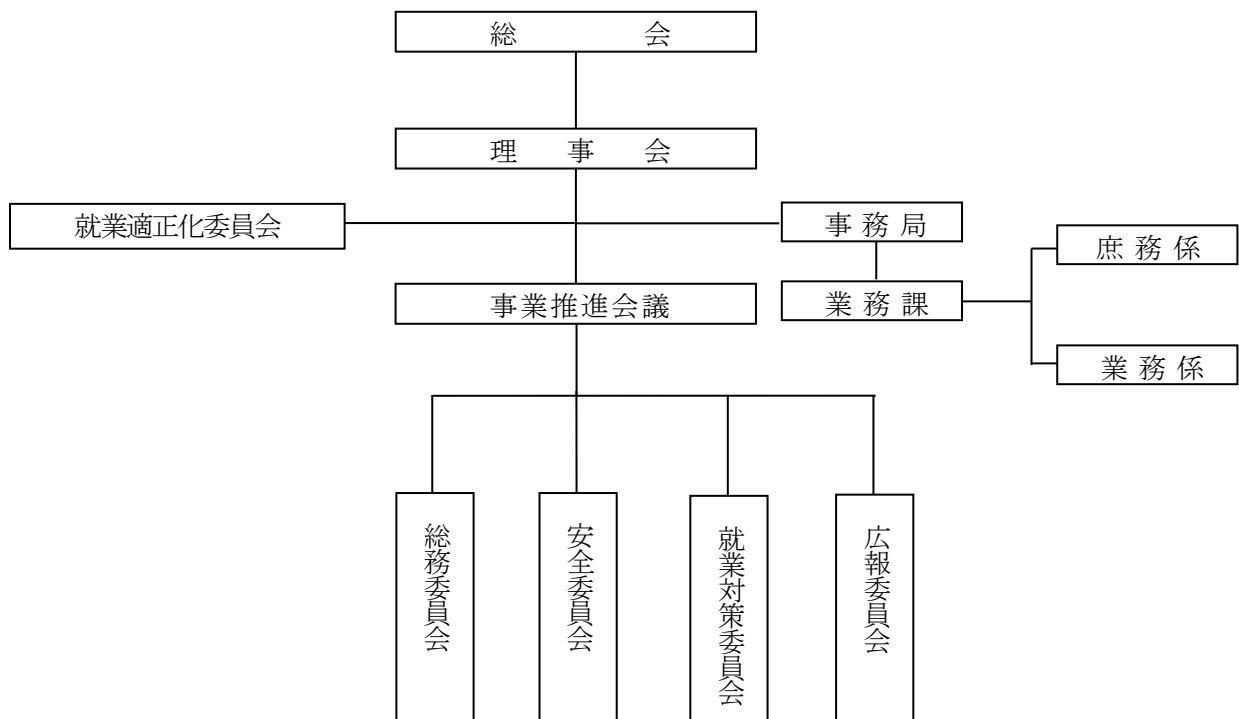 総会
理事会
就業適正化委員会
事務局
庶務係
事業推進会議
業務課
業務係
総務委員会
安全委員会
就業対策委員会
広報委員会